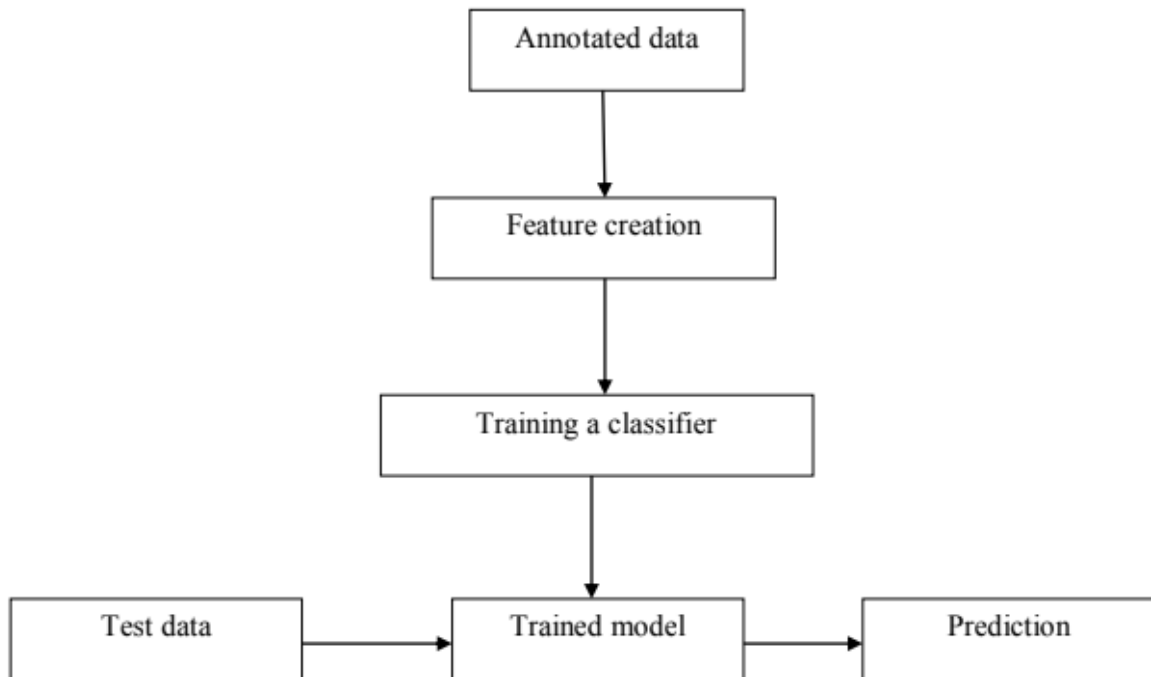 Annotated data
Feature creation
Training a classifier
Test data
Trained model
Prediction